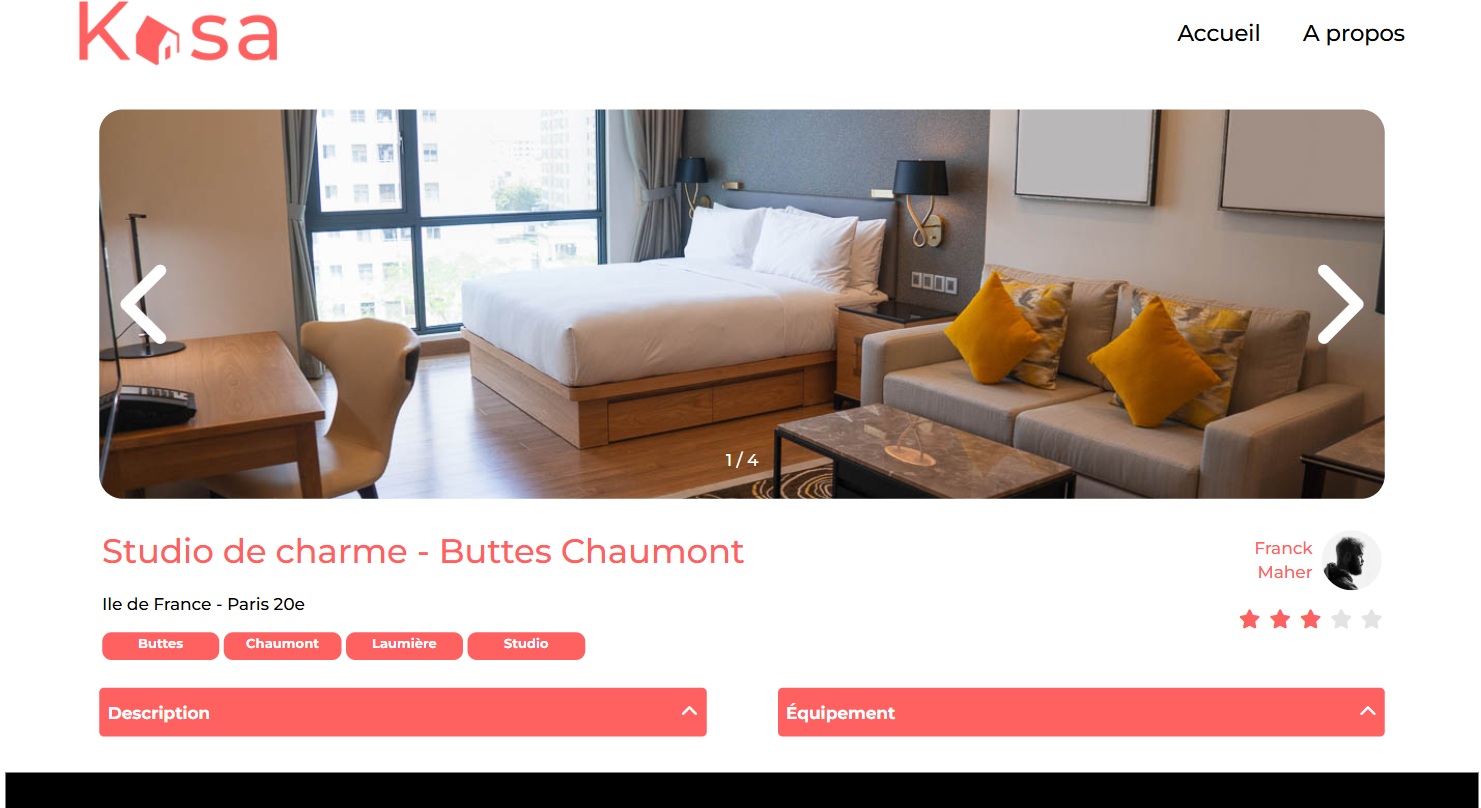 Kasa
Accueil
A propos
1 / 4
Studio de charme - Buttes Chaumont
Franck
Maher
Ile de France - Paris 20e
Buttes
Chaumont
Laumière
Studio
Description
Équipement